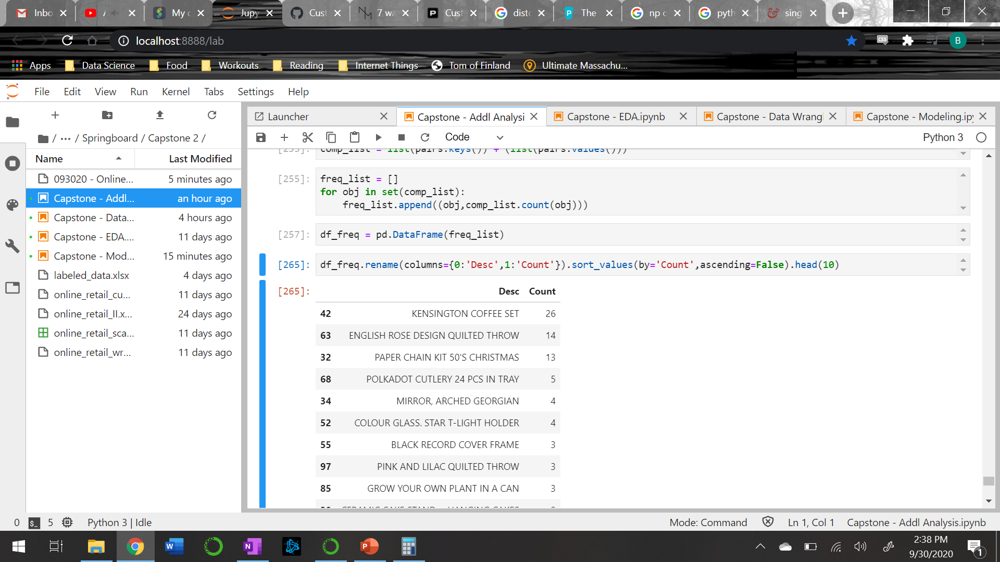 Inbo
My
Jupy
Cust
7 wa
Cust
dist
The
np c
pyth
sing
localhost:8888/lab
CSS
B
Apps
Data Science
Food
Workouts
Reading
Internet Things
Tom of Finland
Ultimate Massachu...
File Edit View Run Kernel Tabs Settings Help
Launcher
Capstone - Addl Analysi
Capstone - EDA.ipynb
Capstone - Data Wrangl
Capstone - Modeling.ipy
/ ··· / Springboard / Capstone 2 /
Code
Python 3
Name Last Modified
093020 - Online... 5 minutes ago
Capstone - Addl... an hour ago
Capstone - Data... 4 hours ago
Capstone - EDA.... 11 days ago
Capstone - Mod... 15 minutes ago
labeled_data.xlsx 4 days ago
online_retail_cu... 11 days ago
online_retail_II.x... 24 days ago
online_retail_sca... 11 days ago
online_retail_wr... 11 days ago
comp_list = list(pairs.keys()) + (list(pairs.values()))
[255]: freq_list = []
for obj in set(comp_list):
freq_list.append((obj,comp_list.count(obj)))
[257]: df_freq = pd.DataFrame(freq_list)
[265]: df_freq.rename(columns={0:'Desc',1:'Count'}).sort_values(by='Count',ascending=False).head(10)
[265]: Desc Count
42 KENSINGTON COFFEE SET 26
63 ENGLISH ROSE DESIGN QUILTED THROW 14
32 PAPER CHAIN KIT 50'S CHRISTMAS 13
68 POLKADOT CUTLERY 24 PCS IN TRAY 5
34 MIRROR, ARCHED GEORGIAN 4
52 COLOUR GLASS. STAR T-LIGHT HOLDER 4
55 BLACK RECORD COVER FRAME 3
97 PINK AND LILAC QUILTED THROW 3
85 GROW YOUR OWN PLANT IN A CAN 3
0 $_ 5 Python 3 | Idle
Mode: Command Ln 1, Col 1 Capstone - Addl Analysis.ipynb
W
N
P
2:38 PM
9/30/2020
1